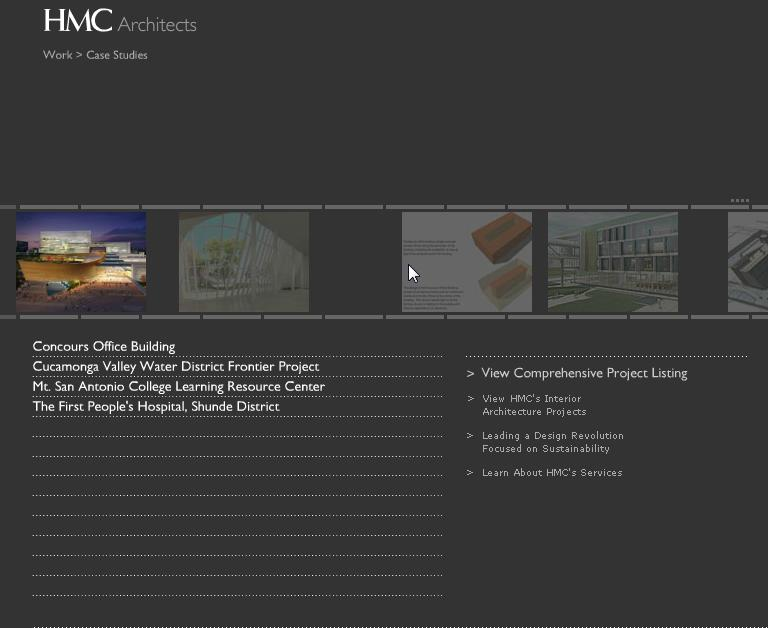 HMC Architects
Work > Case Studies
Concours Office Building
Cucamonga Valley Water District Frontier Project
Mt. San Antonio College Learning Resource Center
The First People's Hospital, Shunde District
> View Comprehensive Project Listing
> View HMC's Interior
Architecture Projects
> Leading a Design Revolution
Focused on Sustainability
> Learn About HMC's Services